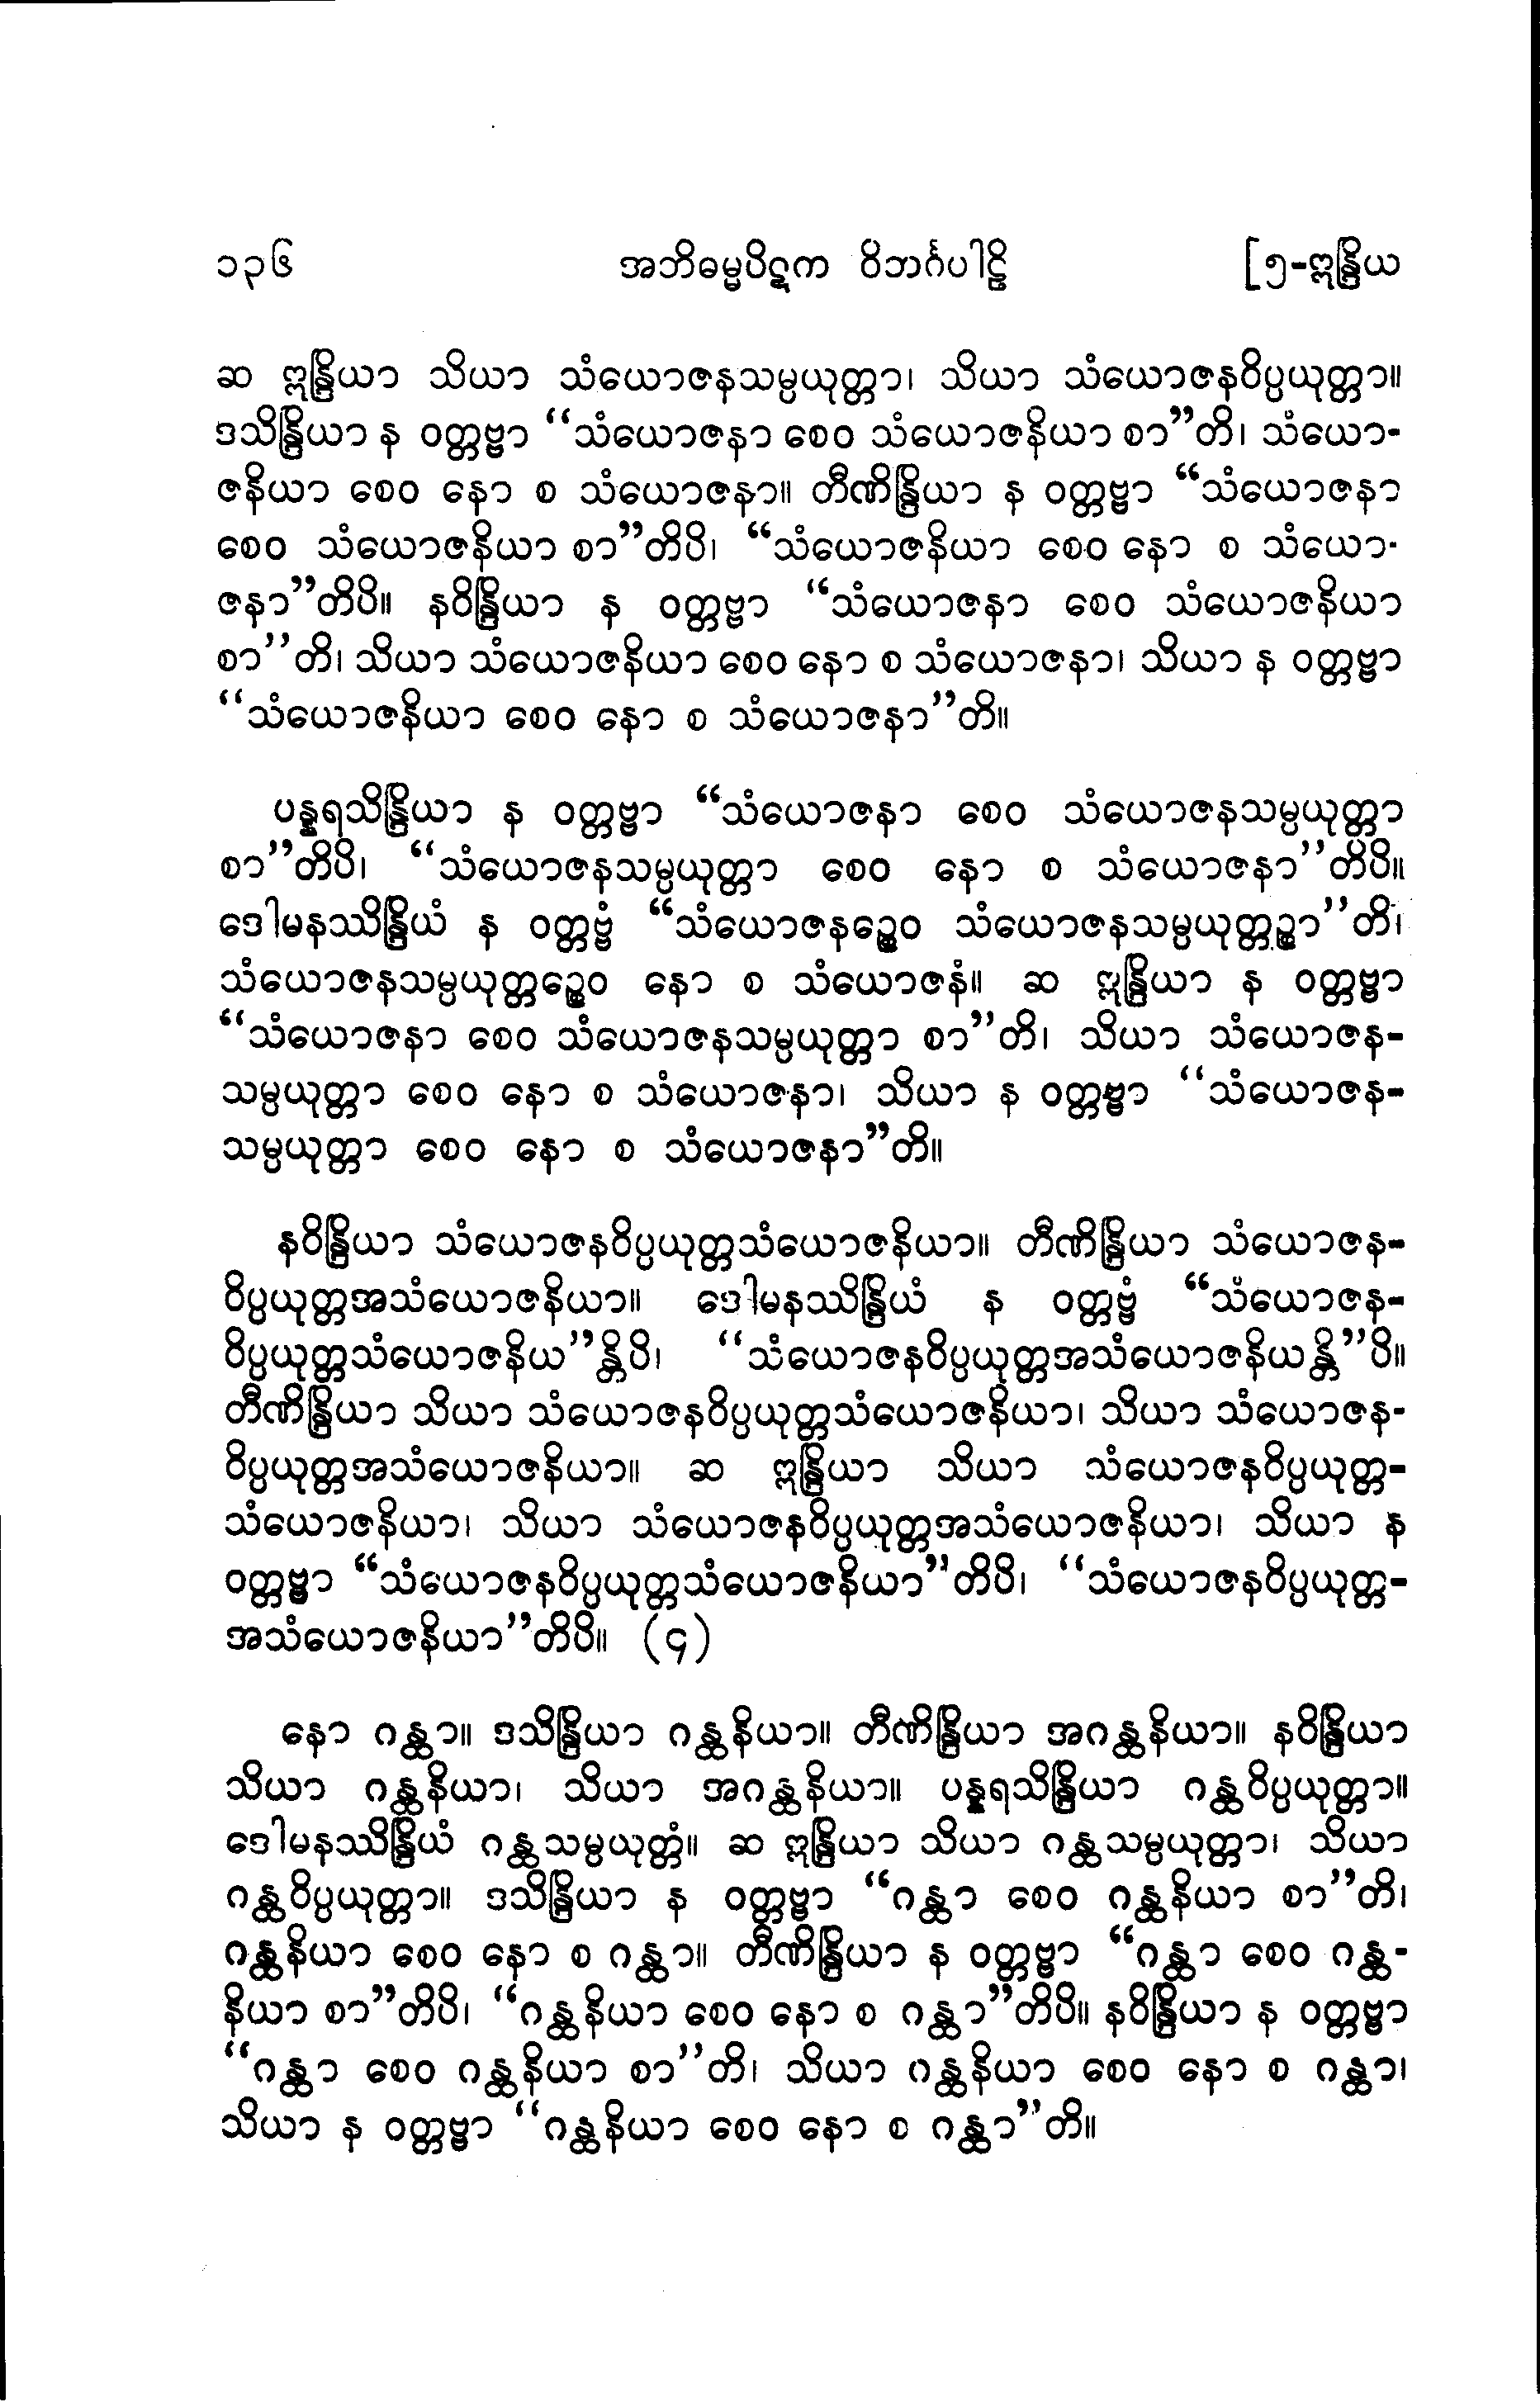 ၁၃၆ အဘိဓမ္မပိဋက ဝိဘင်္ဂပါဠိ [၅-ဣန္ဒြိယ
ဆ ဣန္ဒြိယာ သိယာ သံယောဇနသမ္ပယုတ္တာ၊ သိယာ သံယောဇနဝိပ္ပယုတ္တာ။
ဒသိန္ဒြိယာ န ဝတ္တဗ္ဗာ “သံယောဇနာ စေဝ သံယောဇနိယာ စာ”တိ၊ သံယော-
ဇနိယာ စေဝ နော စ သံယောဇနာ။ တီဏိန္ဒြိယာ န ဝတ္တဗ္ဗာ “သံယောဇနာ
စေဝ သံယောဇနိယာ စာ”တိပိ၊ “သံယောဇနိယာ စေဝ နော စ သံယော-
ဇနာ”တိပိ။ နဝိန္ဒြိယာ န ဝတ္တဗ္ဗာ “သံယောဇနာ စေဝ သံယောဇနိယာ
စာ”တိ၊ သိယာ သံယောဇနိယာ စေဝ နော စ သံယောဇနာ၊ သိယာ န ဝတ္တဗ္ဗာ
“သံယောဇနိယာ စေဝ နော စ သံယောဇနာ”တိ။
ပန္နရသိန္ဒြိယာ န ဝတ္တဗ္ဗာ “သံယောဇနာ စေဝ သံယောဇနသမ္ပယုတ္တာ
စာ”တိပိ၊ “သံယောဇနသမ္ပယုတ္တာ စေဝ နော စ သံယောဇနာ”တိပိ။
ဒေါမနဿိန္ဒြိယံ န ဝတ္တဗ္ဗံ “သံယောဇနဉ္စေဝ သံယောဇနသမ္ပယုတ္တဉ္စာ”တိ၊
သံယောဇနသမ္ပယုတ္တဉ္စေဝ နော စ သံယောဇနံ။ ဆ ဣန္ဒြိယာ န ဝတ္တဗ္ဗာ
“သံယောဇနာ စေဝ သံယောဇနသမ္ပယုတ္တာ စာ”တိ၊ သိယာ သံယောဇန-
သမ္ပယုတ္တာ စေဝ နော စ သံယောဇနာ၊ သိယာ န ဝတ္တဗ္ဗာ “သံယောဇန-
သမ္ပယုတ္တာ စေဝ နော စ သံယောဇနာ”တိ။
နဝိန္ဒြိယာ သံယောဇနဝိပ္ပယုတ္တသံယောဇနိယာ။ တီဏိန္ဒြိယာ သံယောဇန-
ဝိပ္ပယုတ္တအသံယောဇနိယာ။ ဒေါမနဿိန္ဒြိယံ န ဝတ္တဗ္ဗံ “သံယောဇန-
ဝိပ္ပယုတ္တသံယောဇနိယ”န္တိပိ၊ “သံယောဇနဝိပ္ပယုတ္တအသံယောဇနိယန္တိ”ပိ။
တီဏိန္ဒြိယာ သိယာ သံယောဇနဝိပ္ပယုတ္တသံယောဇနိယာ၊ သိယာ သံယောဇန-
ဝိပ္ပယုတ္တအသံယောဇနိယာ။ ဆ ဣန္ဒြိယာ သိယာ သံယောဇနဝိပ္ပယုတ္တ-
သံယောဇနိယာ၊ သိယာ သံယောဇနဝိပ္ပယုတ္တအသံယောဇနိယာ၊ သိယာ န
ဝတ္တဗ္ဗာ “သံယောဇနဝိပ္ပယုတ္တသံယောဇနိယာ”တိပိ၊ “သံယောဇနဝိပ္ပယုတ္တ-
အသံယောဇနိယာ”တိပိ။ (၄)
နော ဂန္ထာ။ ဒသိန္ဒြိယာ ဂန္ထနိယာ။ တီဏိန္ဒြိယာ အဂန္ထနိယာ။ နဝိန္ဒြိယာ
သိယာ ဂန္ထနိယာ၊ သိယာ အဂန္ထနိယာ။ ပန္နရသိန္ဒြိယာ ဂန္ထဝိပ္ပယုတ္တာ။
ဒေါမနဿိန္ဒြိယံ ဂန္ထသမ္ပယုတ္တံ။ ဆ ဣန္ဒြိယာ သိယာ ဂန္ထသမ္ပယုတ္တာ၊ သိယာ
ဂန္ထဝိပ္ပယုတ္တာ။ ဒသိန္ဒြိယာ န ဝတ္တဗ္ဗာ “ဂန္ထာ စေဝ ဂန္ထနိယာ စာ”တိ၊
ဂန္ထနိယာ စေဝ နော စ ဂန္ထာ။ တီဏိန္ဒြိယာ န ဝတ္တဗ္ဗာ “ဂန္ထာ စေဝ ဂန္ထ-
နိယာ စာ”တိပိ၊ “ဂန္ထနိယာ စေဝ နော စ ဂန္ထာ”တိပိ။ နဝိန္ဒြိယာ န ဝတ္တဗ္ဗာ
“ဂန္ထာ စေဝ ဂန္ထနိယာ စာ”တိ၊ သိယာ ဂန္ထနိယာ စေဝ နော စ ဂန္ထာ၊
သိယာ န ဝတ္တဗ္ဗာ “ဂန္ထနိယာ စေဝ နော စ ဂန္ထာ”တိ။